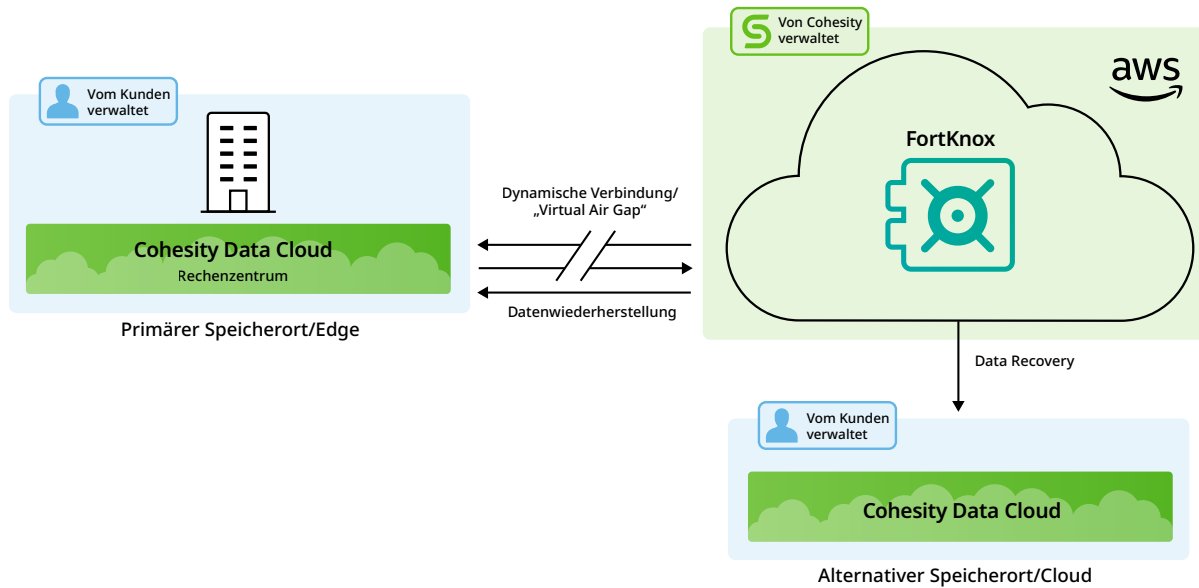 Von Cohesity
verwaltet
aws
Vom Kunden
verwaltet
FortKnox
Dynamische Verbindung/
„Virtual Air Gap“
Cohesity Data Cloud
Rechenzentrum
Datenwiederherstellung
Primärer Speicherort/Edge
Data Recovery
Vom Kunden
verwaltet
Cohesity Data Cloud
Alternativer Speicherort/Cloud